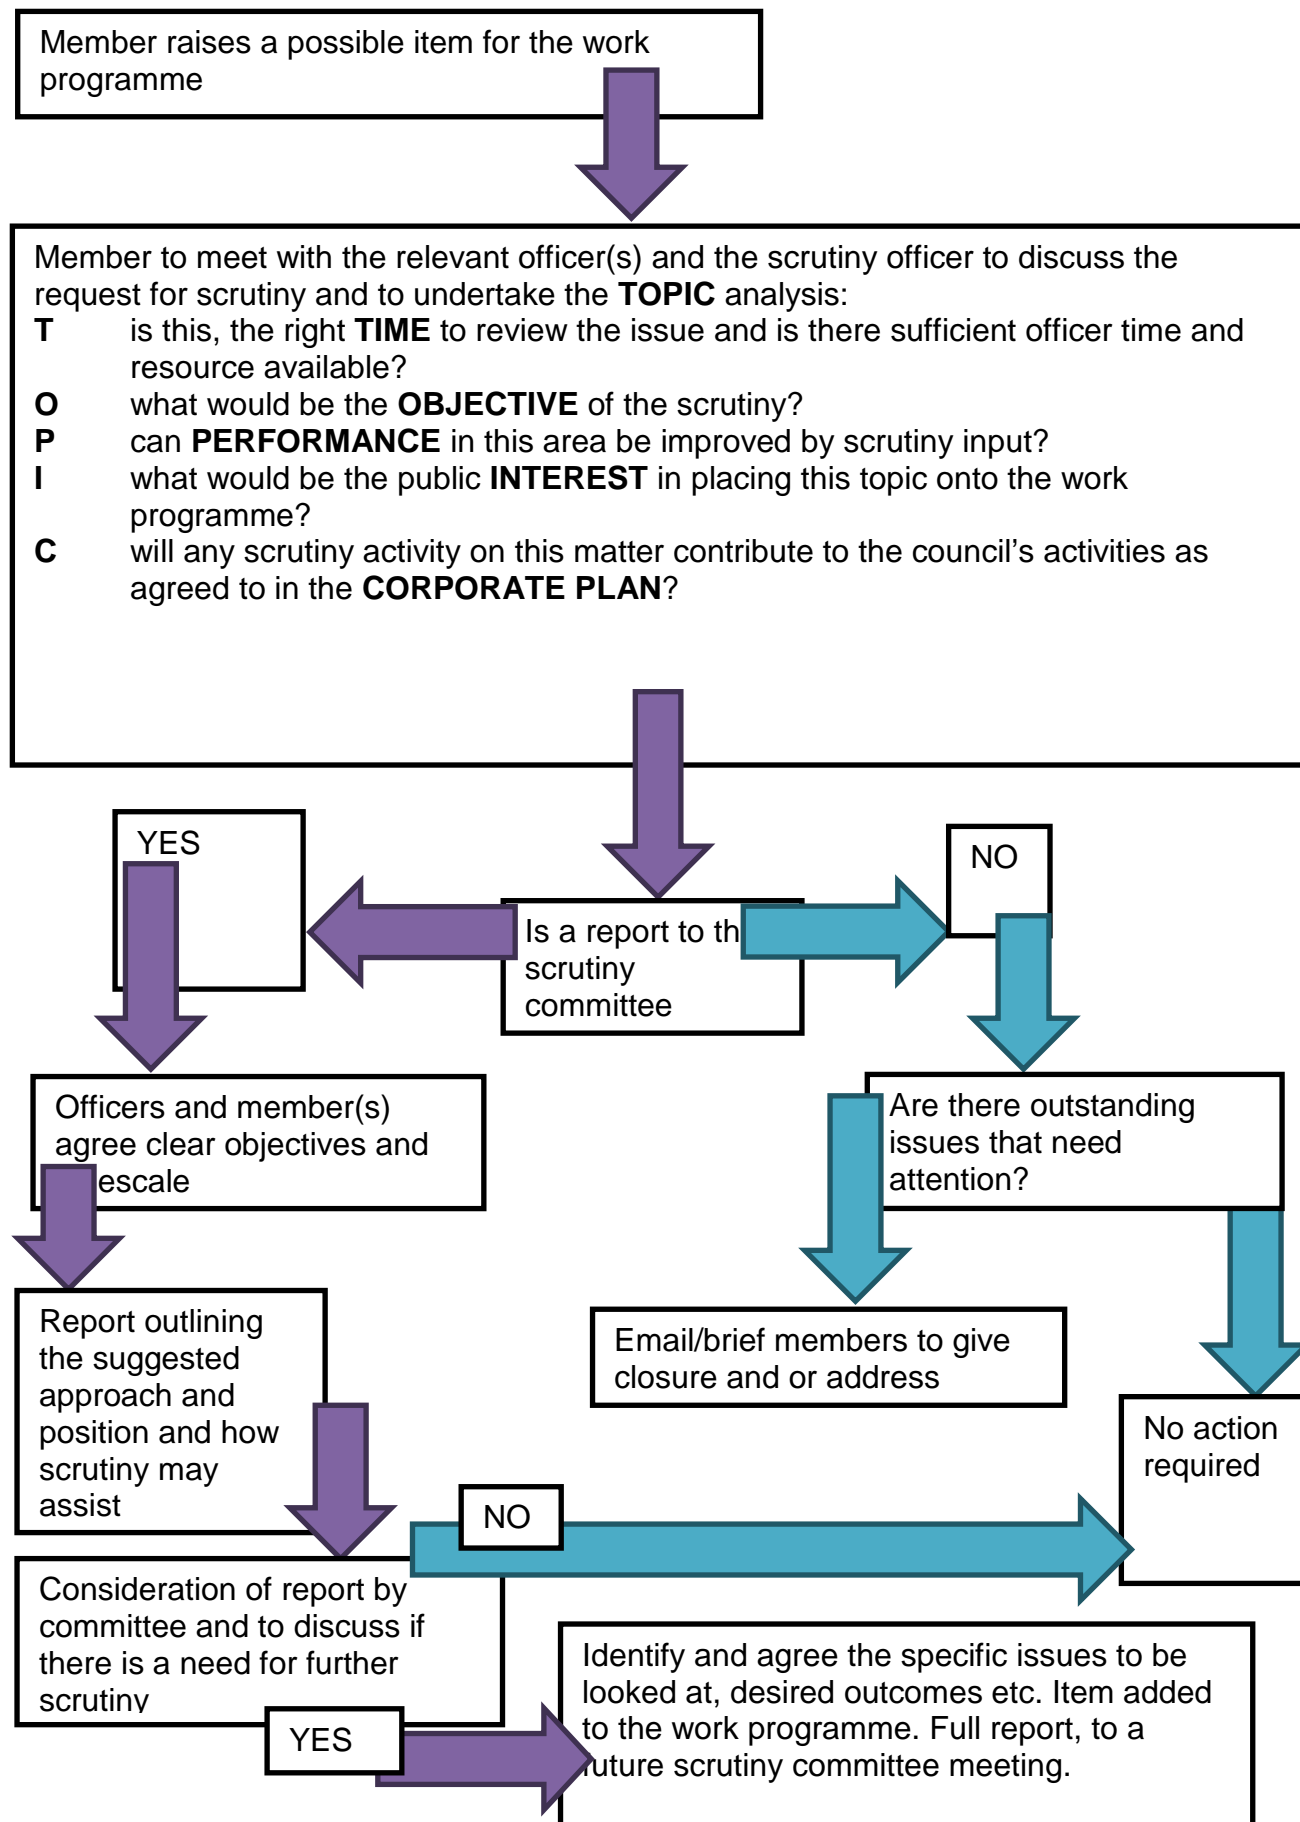 Member raises a possible item for the work
programme
Member to meet with the relevant officer(s) and the scrutiny officer to discuss the
request for scrutiny and to undertake the TOPIC analysis:
T is this, the right TIME to review the issue and is there sufficient officer time and
resource available?
O what would be the OBJECTIVE of the scrutiny?
P can PERFORMANCE in this area be improved by scrutiny input?
I what would be the public INTEREST in placing this topic onto the work
programme?
C will any scrutiny activity on this matter contribute to the council's activities as
agreed to in the CORPORATE PLAN?
YES
NO
Is a report to th
scrutiny
committee
Officers and member(s)
agree clear objectives and
escale
Are there outstanding
issues that need
attention?
Report outlining
the suggested
approach and
position and how
scrutiny may
assist
Email/brief members to give
closure and or address
No action
required
NO
Consideration of report by
committee and to discuss if
there is a need for further
scrutiny
YES
Identify and agree the specific issues to be
looked at, desired outcomes etc. Item added
to the work programme. Full report, to a
future scrutiny committee meeting.